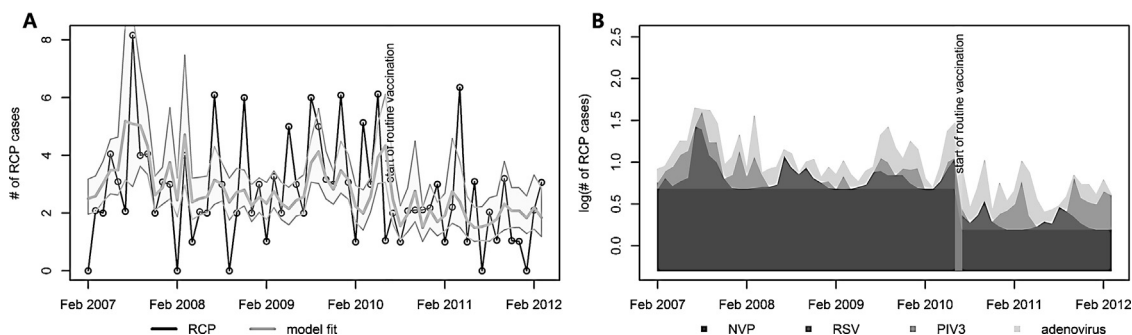 A
# of RCP cases
8
6
4
2
0
start of routine vaccination
Feb 2007
Feb 2008
Feb 2009
Feb 2010
Feb 2011
Feb 2012
RCP
model fit
B
log(# of RCP cases)
2.5
2.0
1.5
1.0
0.5
0.0
start of routine vaccination
Feb 2007
Feb 2008
Feb 2009
Feb 2010
Feb 2011
Feb 2012
NVP
RSV
PIV3
adenovirus